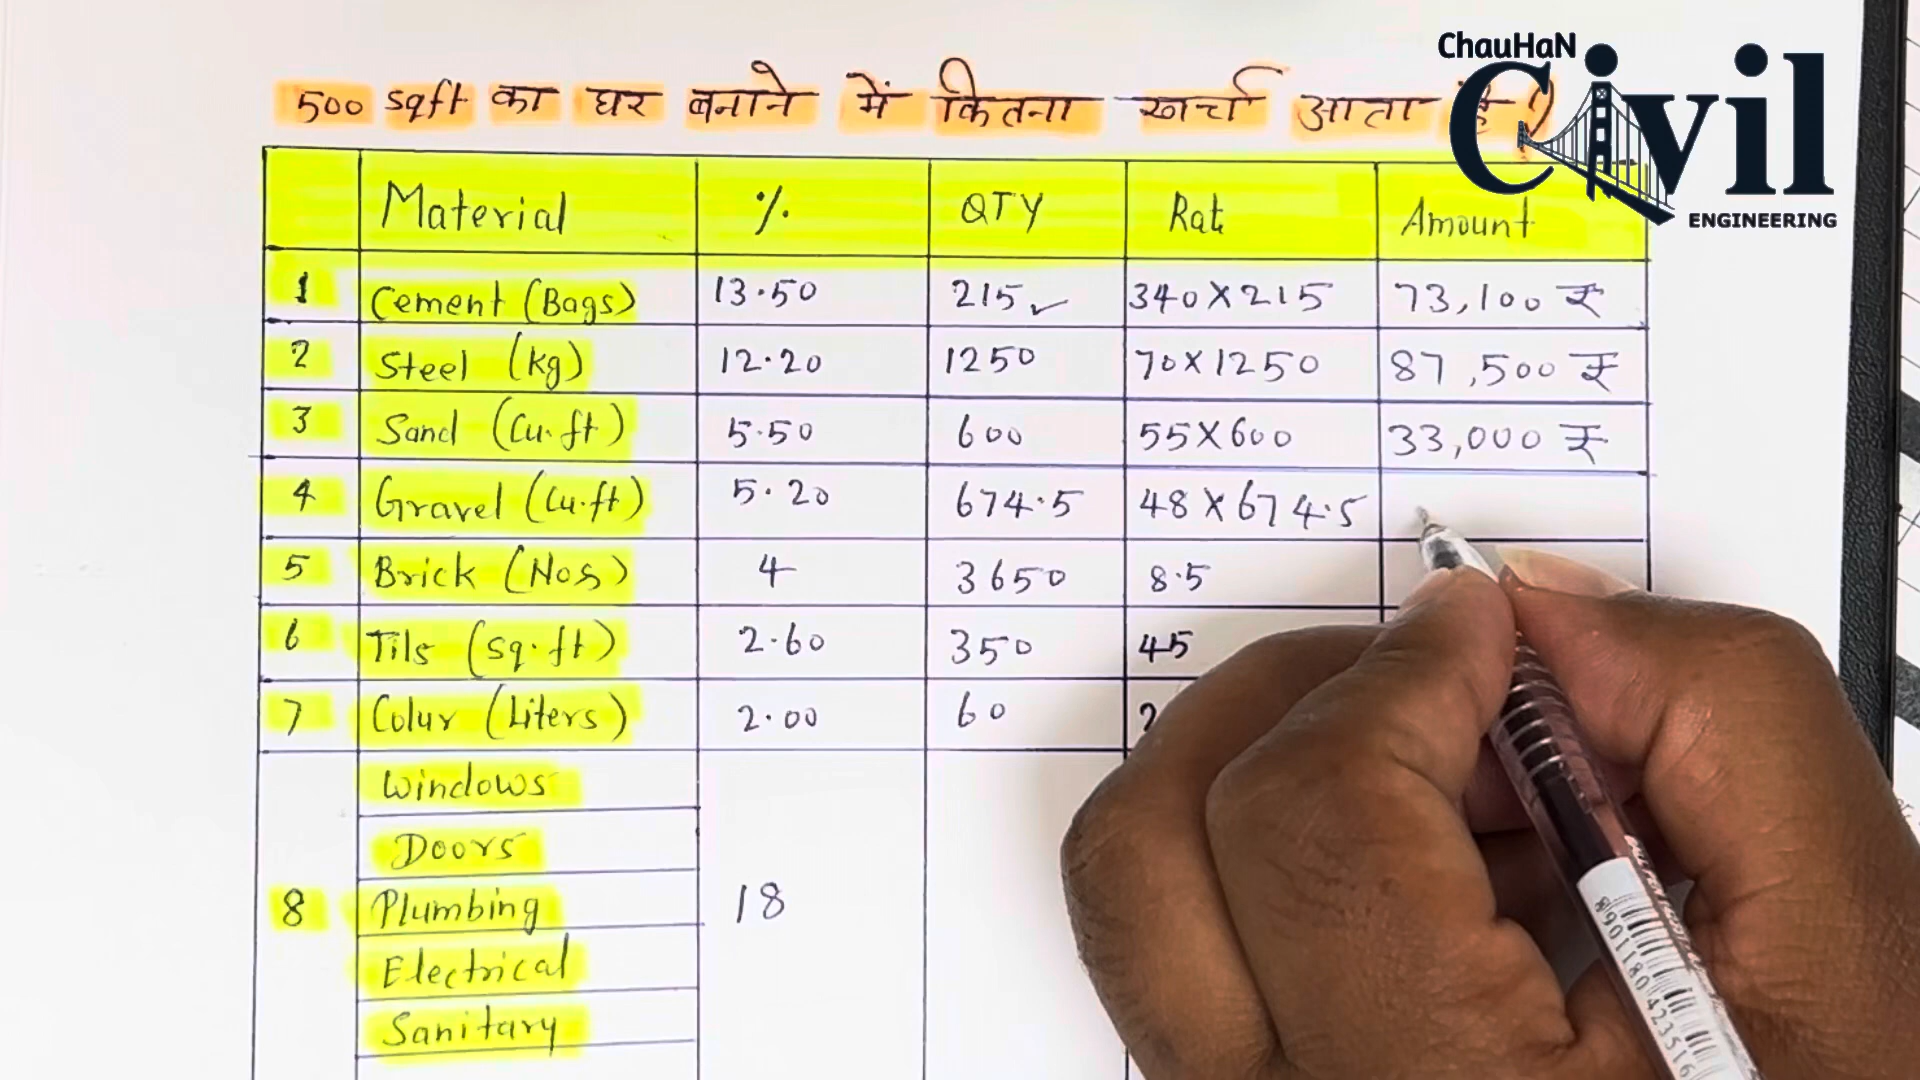 ChauHaN
Civil
ENGINEERING
500 sqft का घर बनाने में कितना खर्चा आता है।
Material % QTY Rat Amount
1 Cement (Bags) 13.50 215 ✓ 340X215 73,100 ₹
2 Steel (kg) 12.20 1250 70x1250 87,500 ₹
3 Sand (Cu.ft) 5.50 600 55X600 33,000 ₹
4 Gravel (Cu.ft) 5.20 674.5 48X674.5
5 Brick (Nos) 4 3650 8.5
6 Tils (sq.ft) 2.60 350 45
7 Colur (Liters) 2.00 60
8 18
Windows
Doors
Plumbing
Electrical
Sanitary
8901180423516